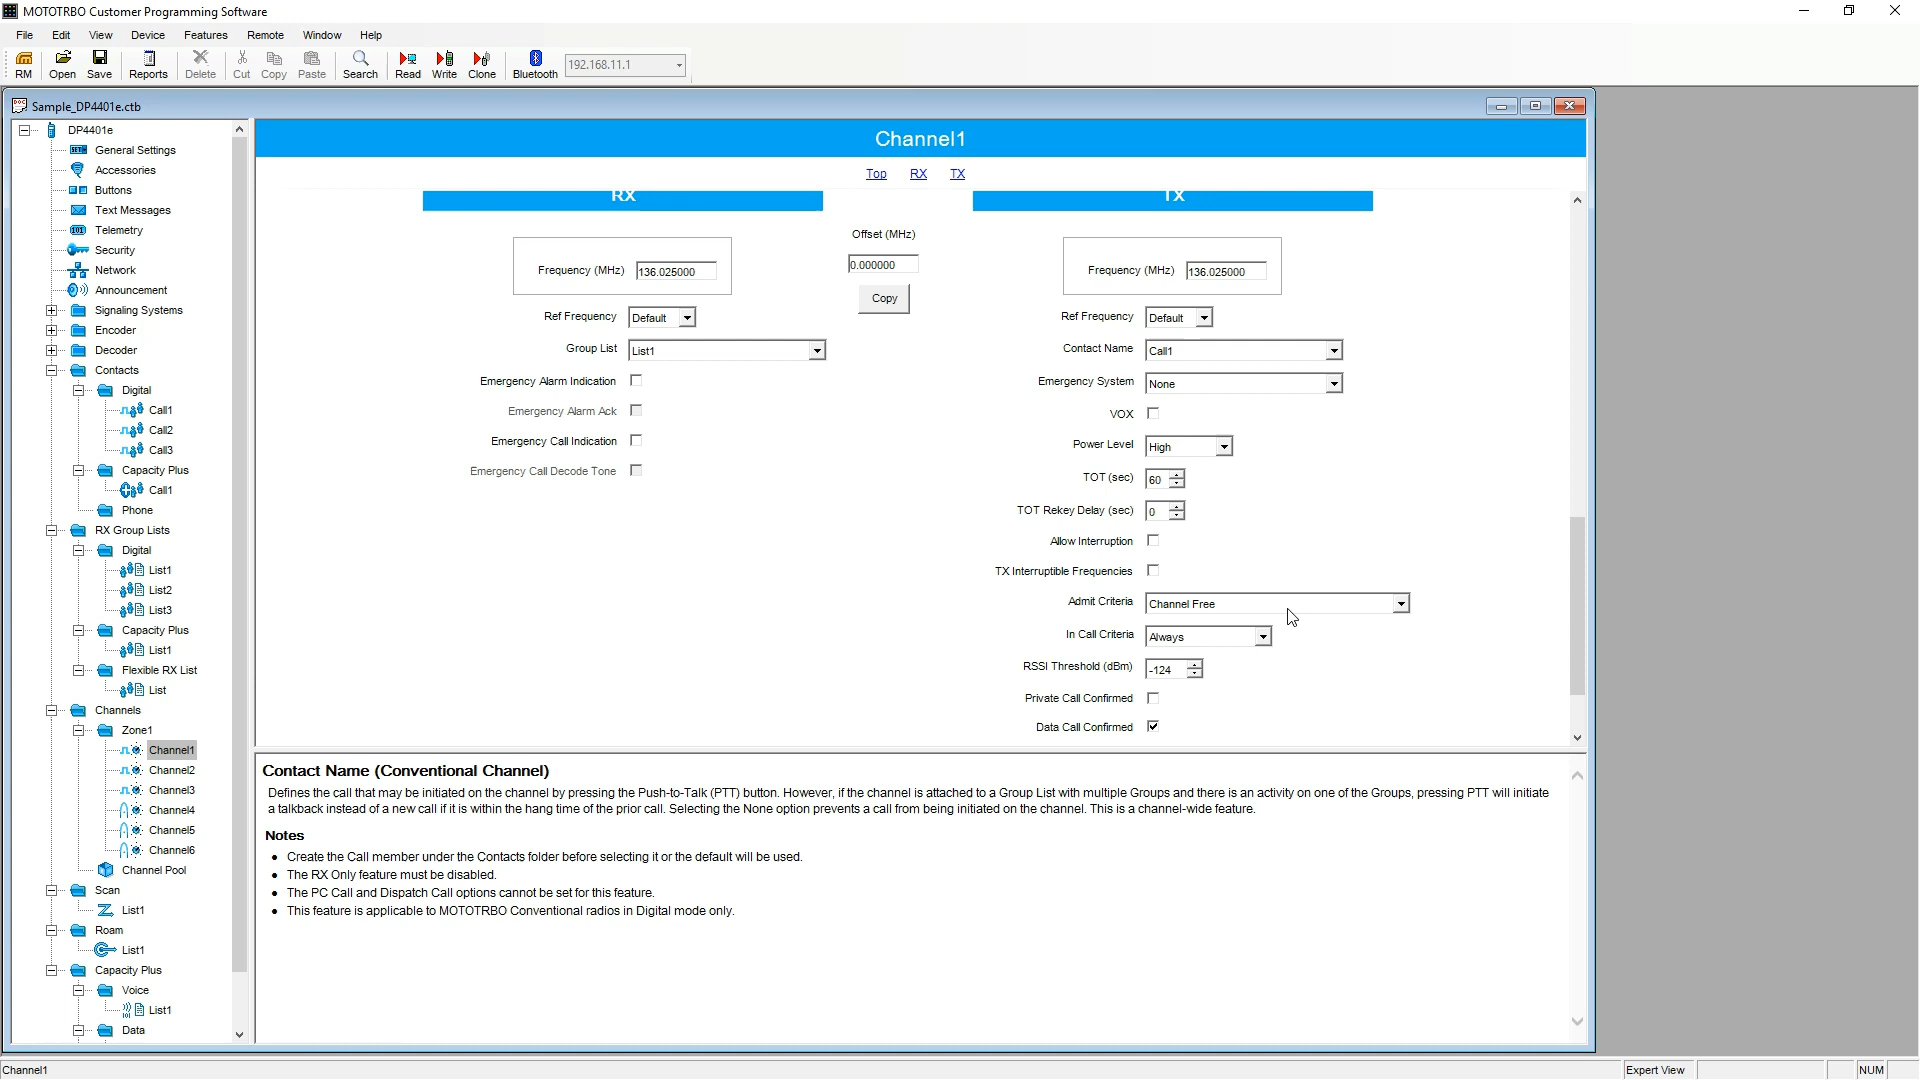 MOTOTRBO Customer Programming Software
File Edit View Device Features Remote Window Help
RM Open Save Reports Delete Cut Copy Paste Search Read Write Clone Bluetooth 192.168.11.1
Sample_DP4401e.ctb
DP4401e
General Settings
Accessories
Buttons
Text Messages
Telemetry
Security
Network
Announcement
Signaling Systems
Encoder
Decoder
Contacts
Digital
Call1
Call2
Call3
Capacity Plus
Call1
Phone
RX Group Lists
Digital
List1
List2
List3
Capacity Plus
List1
Flexible RX List
List
Channels
Zone1
Channel1
Channel2
Channel3
Channel4
Channel5
Channel6
Channel Pool
Scan
List1
Roam
List1
Capacity Plus
Voice
List1
Data
Channel1
Top RX TX
RX
Frequency (MHz) 136.025000
Ref Frequency Default
Group List List1
Emergency Alarm Indication
Emergency Alarm Ack
Emergency Call Indication
Emergency Call Decode Tone
Offset (MHz)
0.000000
Copy
TX
Frequency (MHz) 136.025000
Ref Frequency Default
Contact Name Call1
Emergency System None
VOX
Power Level High
TOT (sec) 60
TOT Rekey Delay (sec) 0
Allow Interruption
TX Interruptible Frequencies
Admit Criteria Channel Free
In Call Criteria Always
RSSI Threshold (dBm) -124
Private Call Confirmed
Data Call Confirmed
Contact Name (Conventional Channel)
Defines the call that may be initiated on the channel by pressing the Push-to-Talk (PTT) button. However, if the channel is attached to a Group List with multiple Groups and there is an activity on one of the Groups, pressing PTT will initiate
a talkback instead of a new call if it is within the hang time of the prior call. Selecting the None option prevents a call from being initiated on the channel. This is a channel-wide feature.
Notes
• Create the Call member under the Contacts folder before selecting it or the default will be used.
• The RX Only feature must be disabled.
• The PC Call and Dispatch Call options cannot be set for this feature.
• This feature is applicable to MOTOTRBO Conventional radios in Digital mode only.
Channel1 Expert View NUM